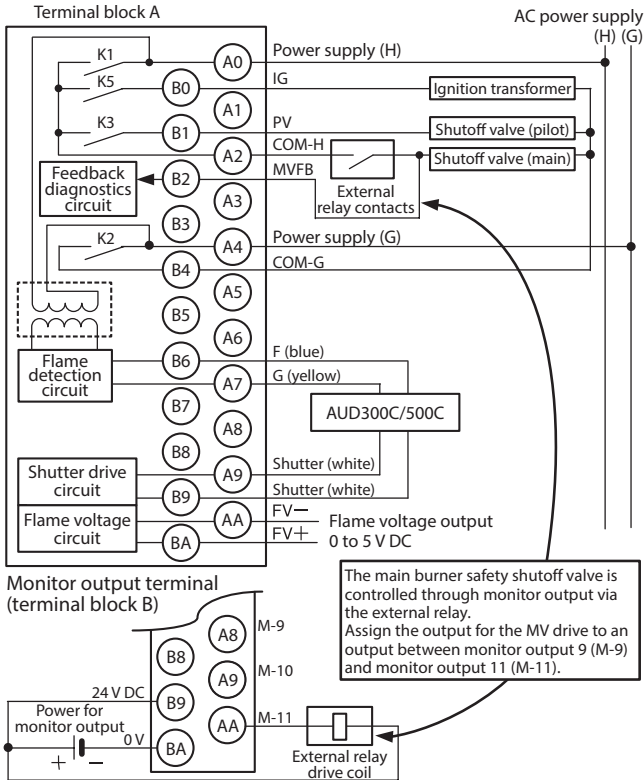 Terminal block A
AC power supply
(H) (G)
K1
A0
Power supply (H)
K5
B0
IG
Ignition transformer
A1
K3
B1
PV
Shutoff valve (pilot)
A2
COM-H
Shutoff valve (main)
Feedback
diagnostics
circuit
B2
MVFB
External
relay contacts
A3
B3
K2
A4
Power supply (G)
B4
COM-G
A5
B5
A6
Flame
detection
circuit
B6
F (blue)
A7
G (yellow)
AUD300C/500C
B7
A8
B8
Shutter drive
circuit
A9
Shutter (white)
B9
Shutter (white)
Flame voltage
circuit
AA
FV−
BA
FV+
Flame voltage output
0 to 5 V DC
Monitor output terminal
(terminal block B)
The main burner safety shutoff valve is
controlled through monitor output via
the external relay.
Assign the output for the MV drive to an
output between monitor output 9 (M-9)
and monitor output 11 (M-11).
A8
M-9
B8
A9
M-10
24 V DC
B9
Power for
monitor output
AA
M-11
0 V
BA
+ −
External relay
drive coil